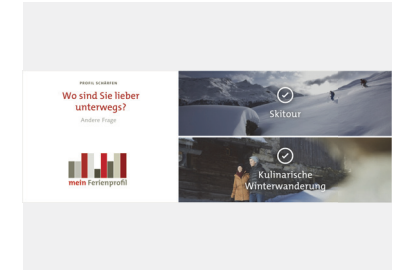 PROFIL SCHÄRFEN
Wo sind Sie lieber
unterwegs?
Andere Frage
mein Ferienprofil
Skitour
Kulinarische
Winterwanderung